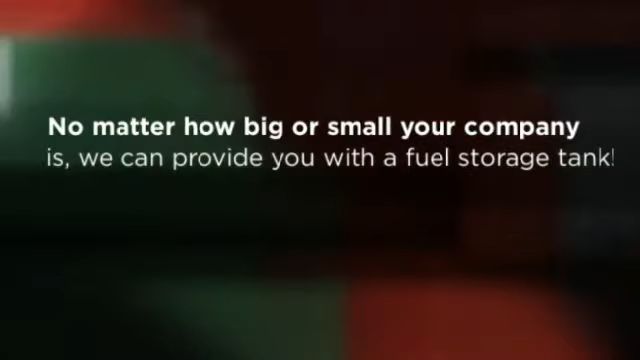 No matter how big or small your company
is, we can provide you with a fuel storage tank!